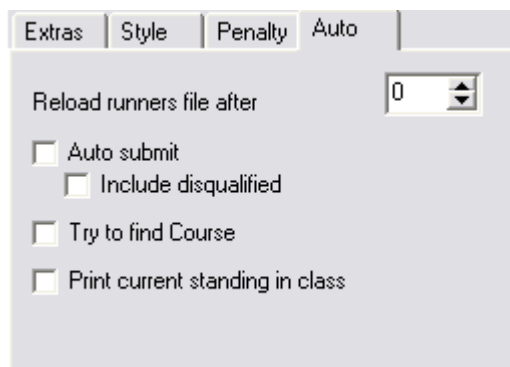 Extras Style Penalty Auto
Reload runners file after 0
Auto submit
Include disqualified
Try to find Course
Print current standing in class